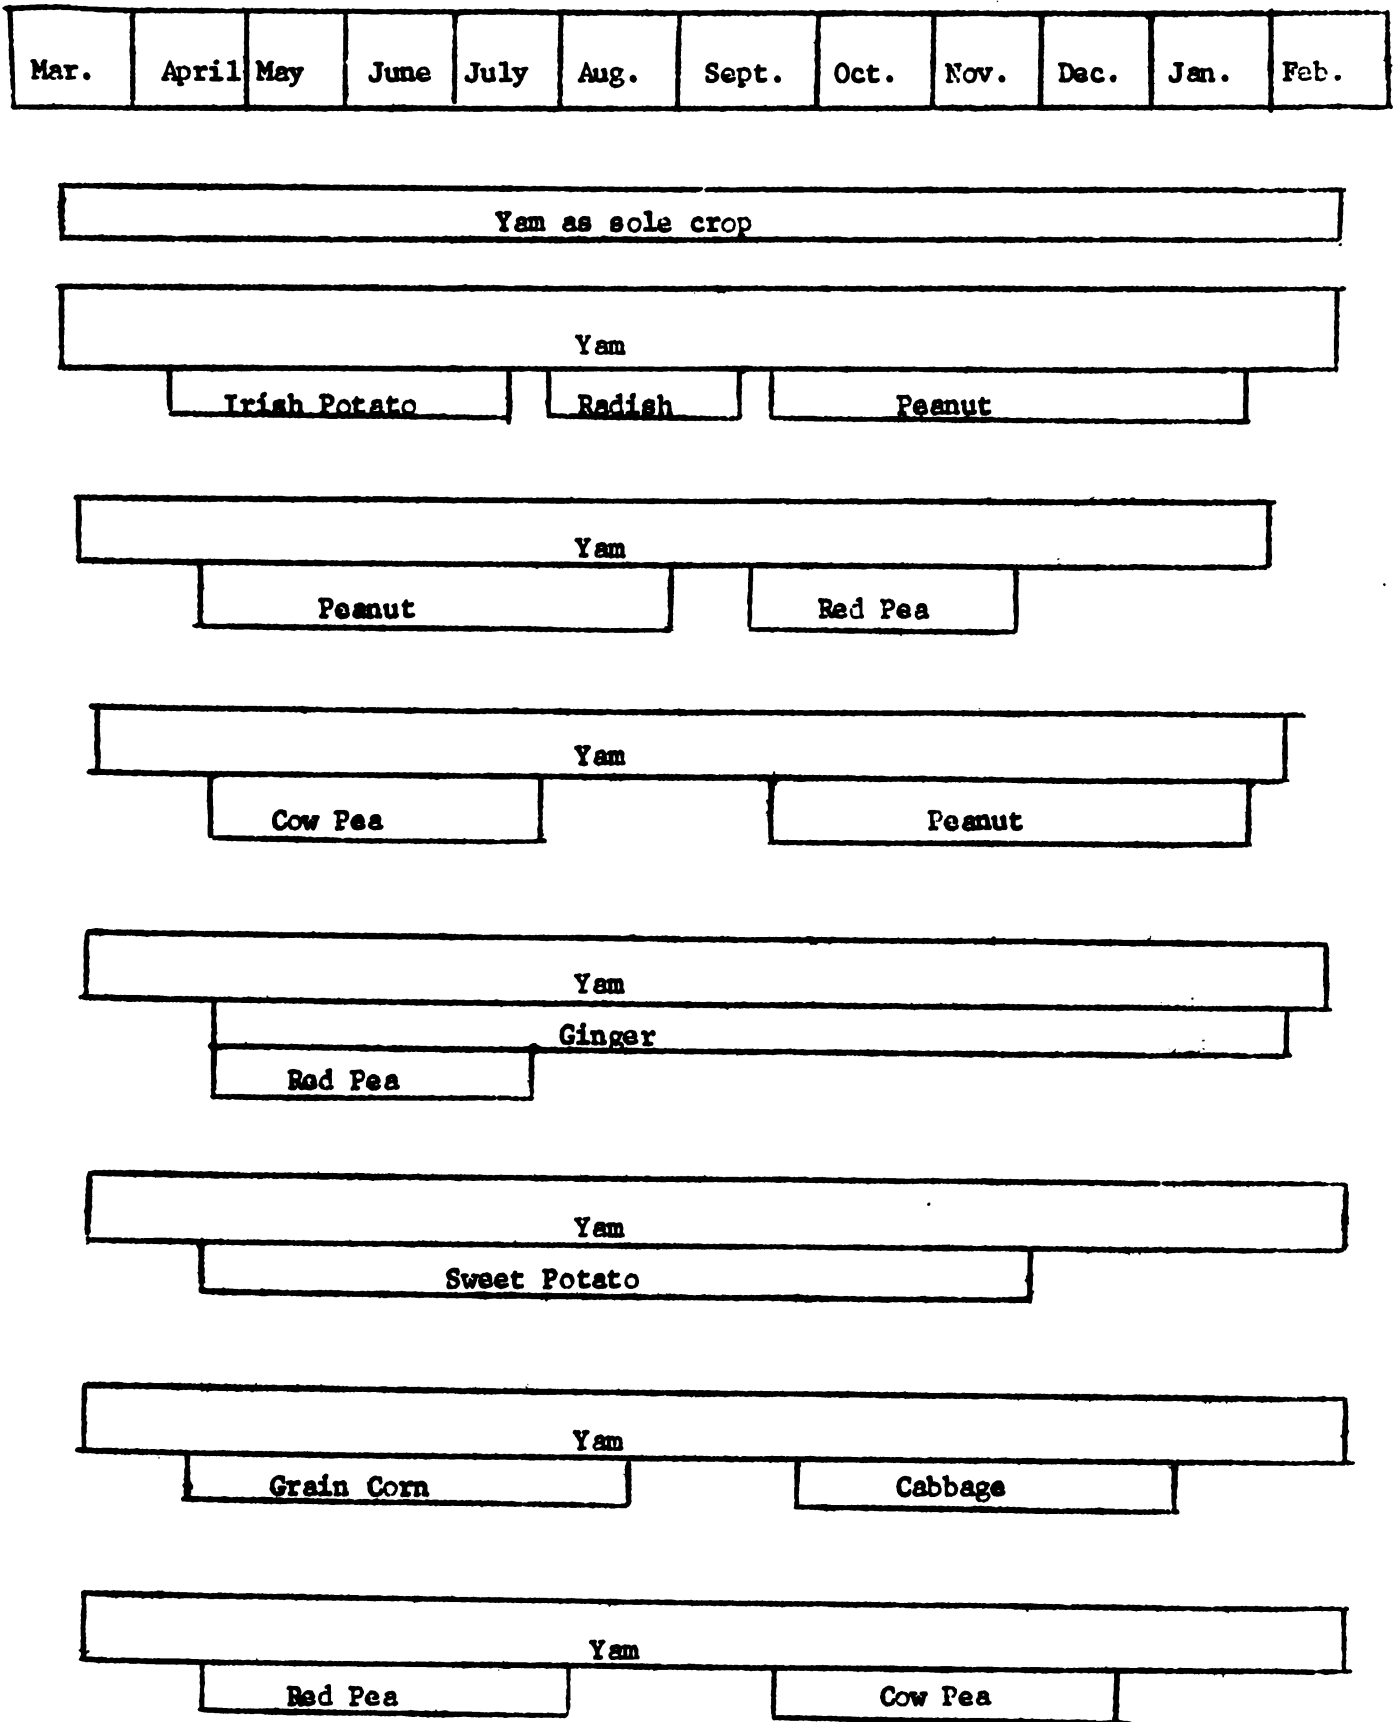 Mar. April May June July Aug. Sept. Oct. Nov. Dec. Jan. Feb.
Yam as sole crop
Yam
Irish Potato Radish Peanut
Yam
Peanut Red Pea
Yam
Cow Pea Peanut
Yam
Ginger
Red Pea
Yam
Sweet Potato
Yam
Grain Corn Cabbage
Yam
Red Pea Cow Pea